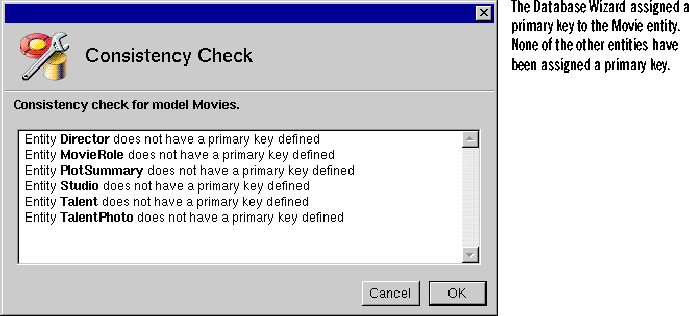 Consistency Check
Consistency check for model Movies.
Entity Director does not have a primary key defined
Entity MovieRole does not have a primary key defined
Entity PlotSummary does not have a primary key defined
Entity Studio does not have a primary key defined
Entity Talent does not have a primary key defined
Entity TalentPhoto does not have a primary key defined
Cancel
OK
The Database Wizard assigned a
primary key to the Movie entity.
None of the other entities have
been assigned a primary key.